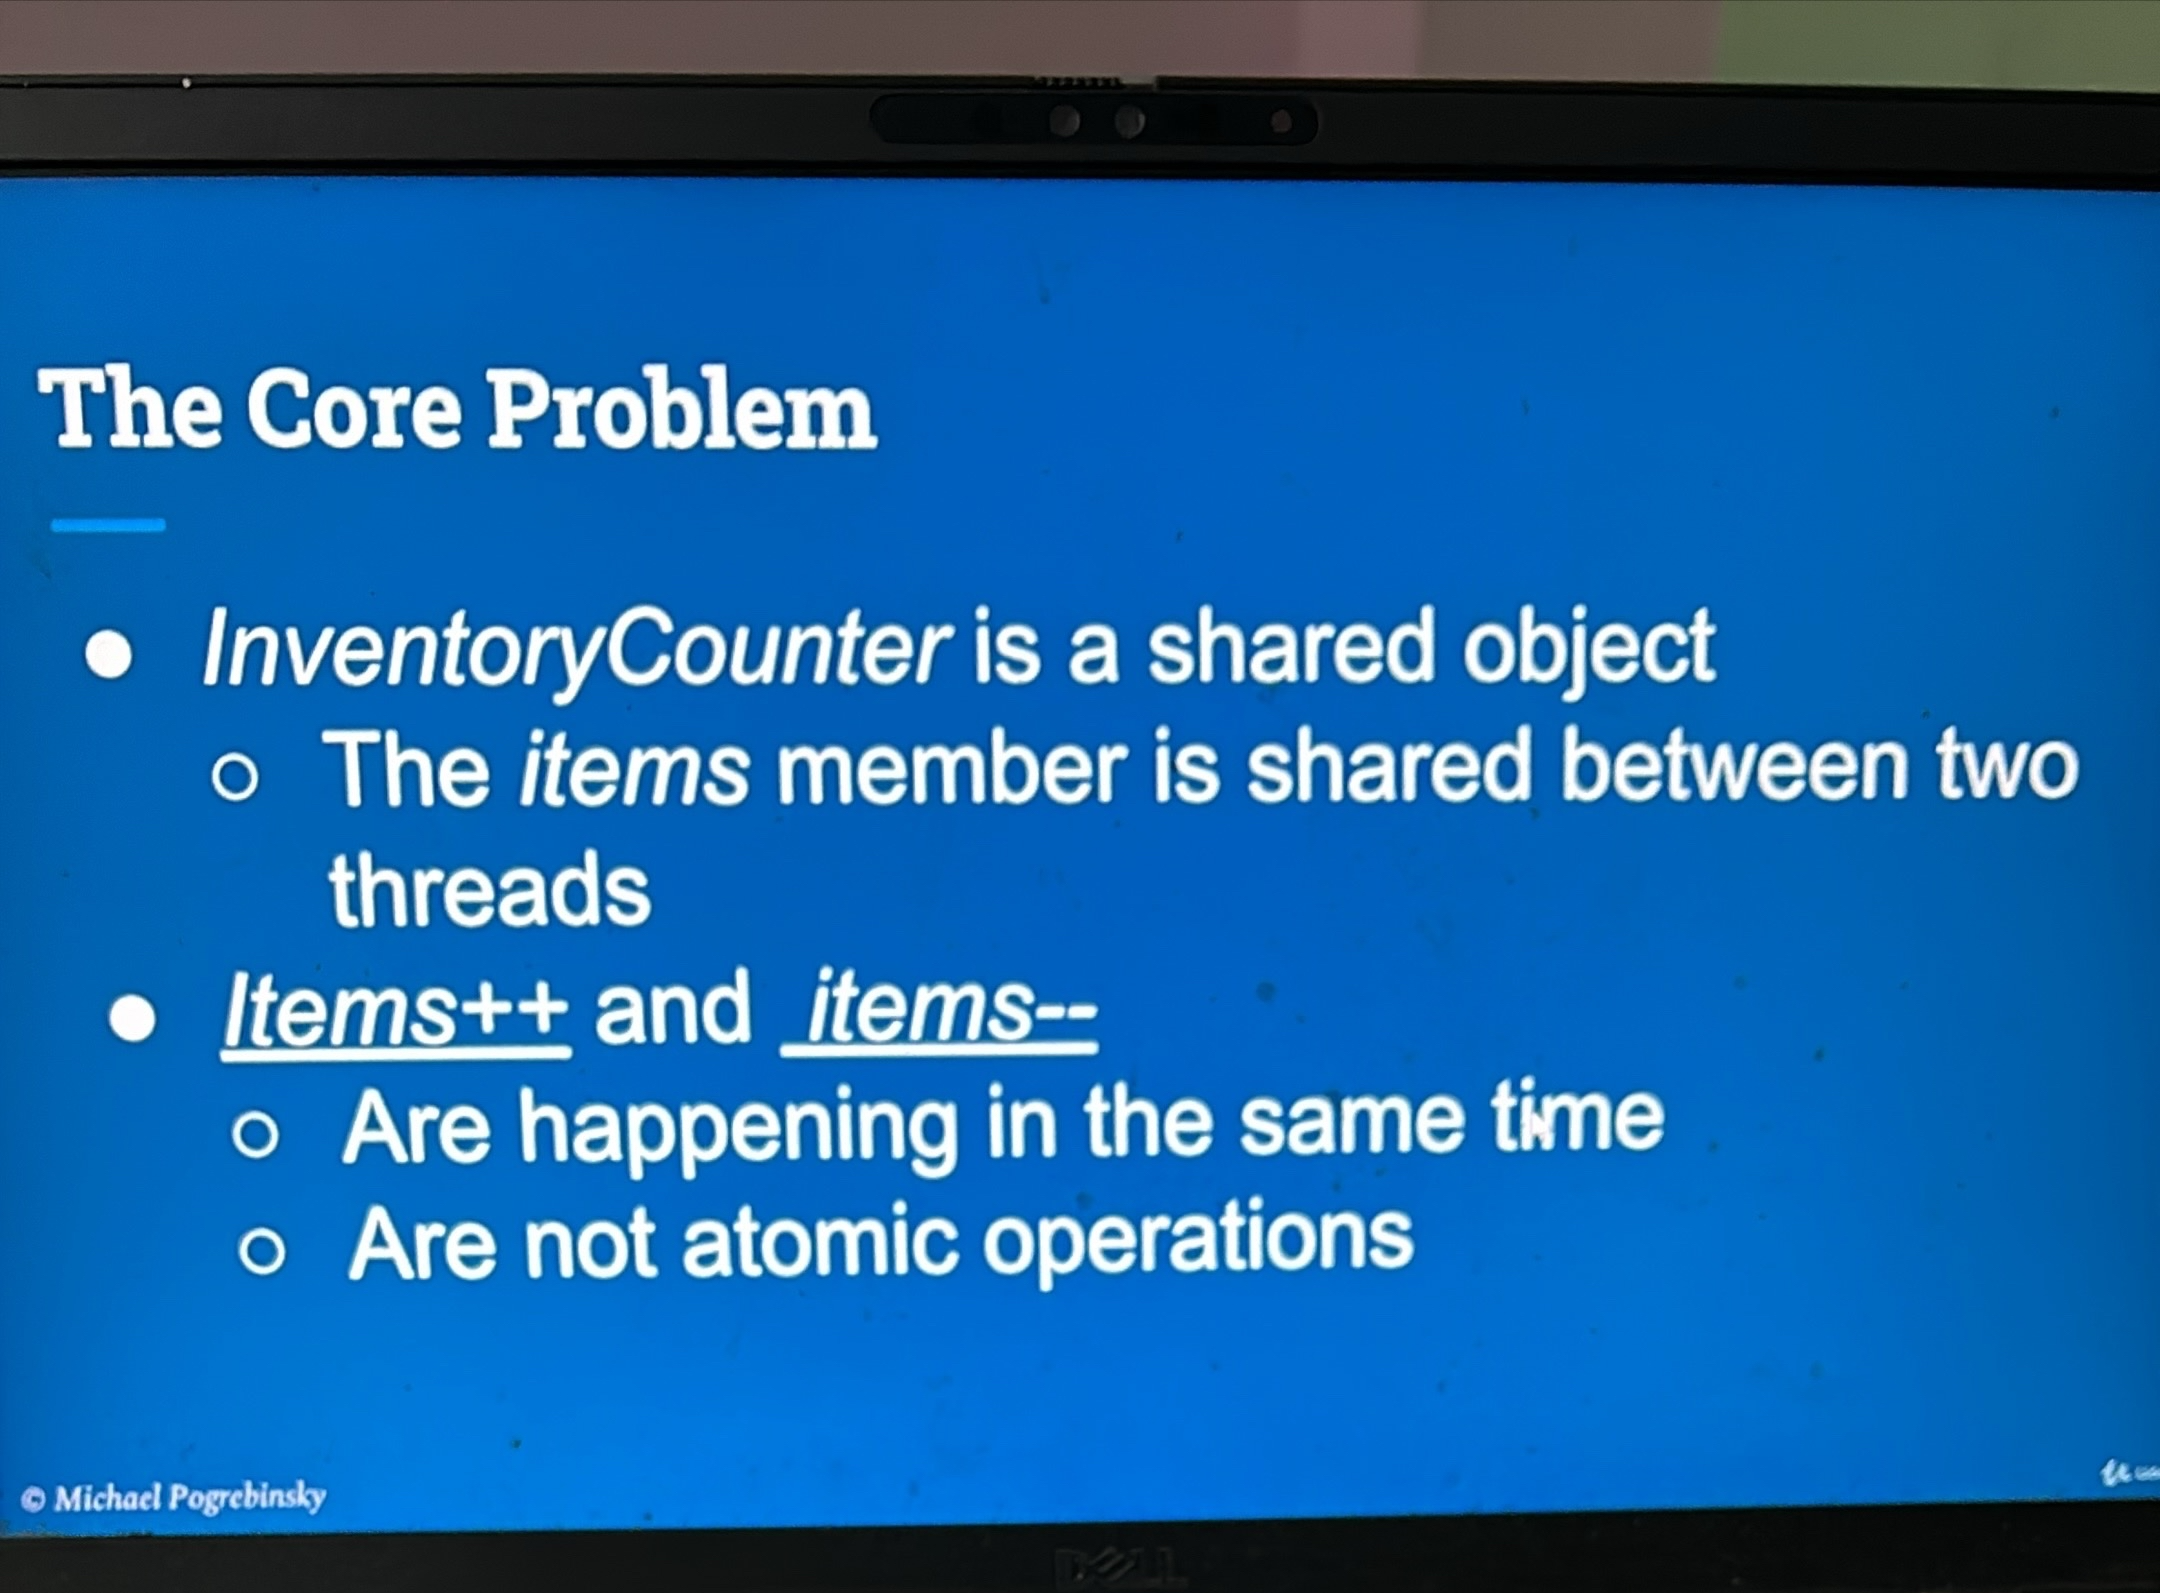 The Core Problem
● InventoryCounter is a shared object
○ The items member is shared between two
threads
● Items++ and items--
○ Are happening in the same time
○ Are not atomic operations
© Michael Pogrebinsky
DELL